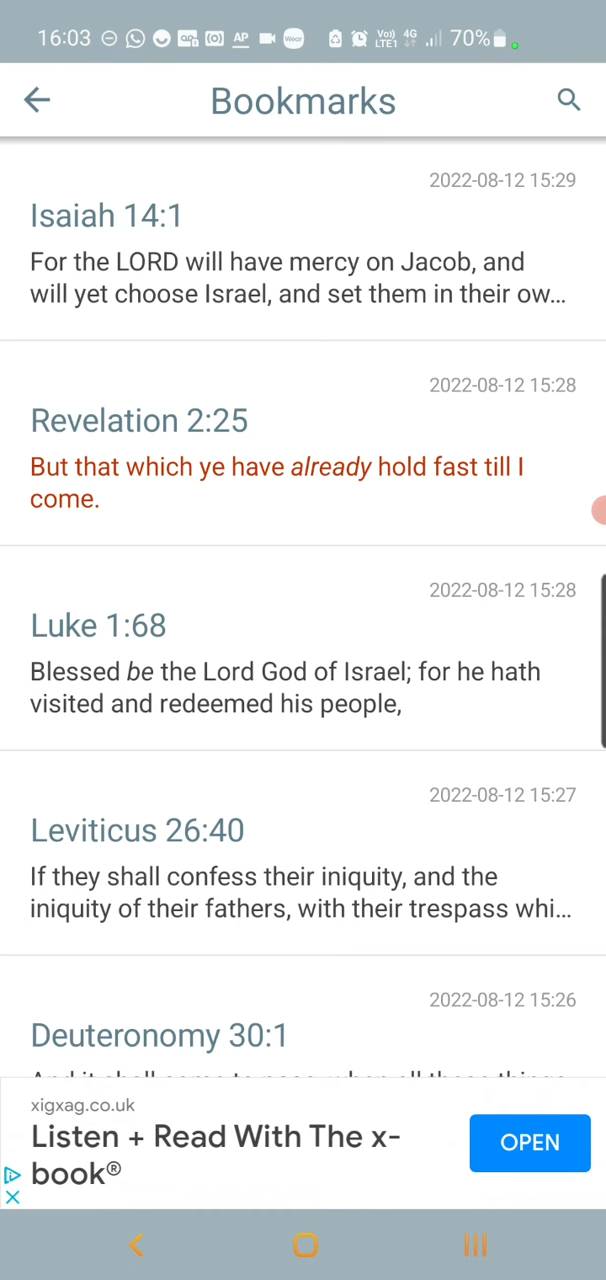 16:03
AP
Wear
Vo)) 4G
LTE1
70%
Bookmarks
2022-08-12 15:29
Isaiah 14:1
For the LORD will have mercy on Jacob, and
will yet choose Israel, and set them in their ow...
2022-08-12 15:28
Revelation 2:25
But that which ye have already hold fast till I
come.
2022-08-12 15:28
Luke 1:68
Blessed be the Lord God of Israel; for he hath
visited and redeemed his people,
2022-08-12 15:27
Leviticus 26:40
If they shall confess their iniquity, and the
iniquity of their fathers, with their trespass whi...
2022-08-12 15:26
Deuteronomy 30:1
xigxag.co.uk
Listen + Read With The x-
book®
OPEN